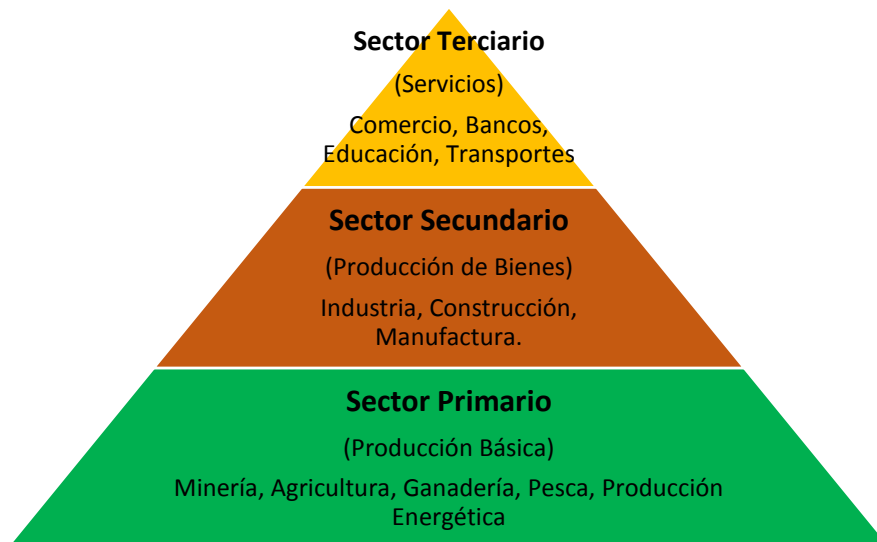 Sector Terciario
(Servicios)
Comercio, Bancos,
Educación, Transportes
Sector Secundario
(Producción de Bienes)
Industria, Construcción,
Manufactura.
Sector Primario
(Producción Básica)
Minería, Agricultura, Ganadería, Pesca, Producción
Energética